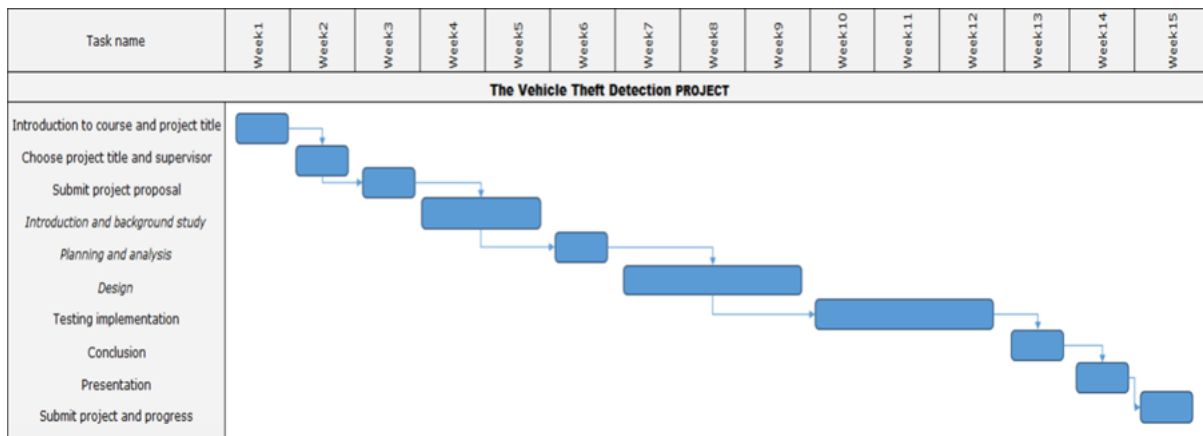 Task name
Week1
Week2
Week3
Week4
Week5
Week6
Week7
Week8
Week9
Week10
Week11
Week12
Week13
Week14
Week15
The Vehicle Theft Detection PROJECT
Introduction to course and project title
Choose project title and supervisor
Submit project proposal
Introduction and background study
Planning and analysis
Design
Testing implementation
Conclusion
Presentation
Submit project and progress